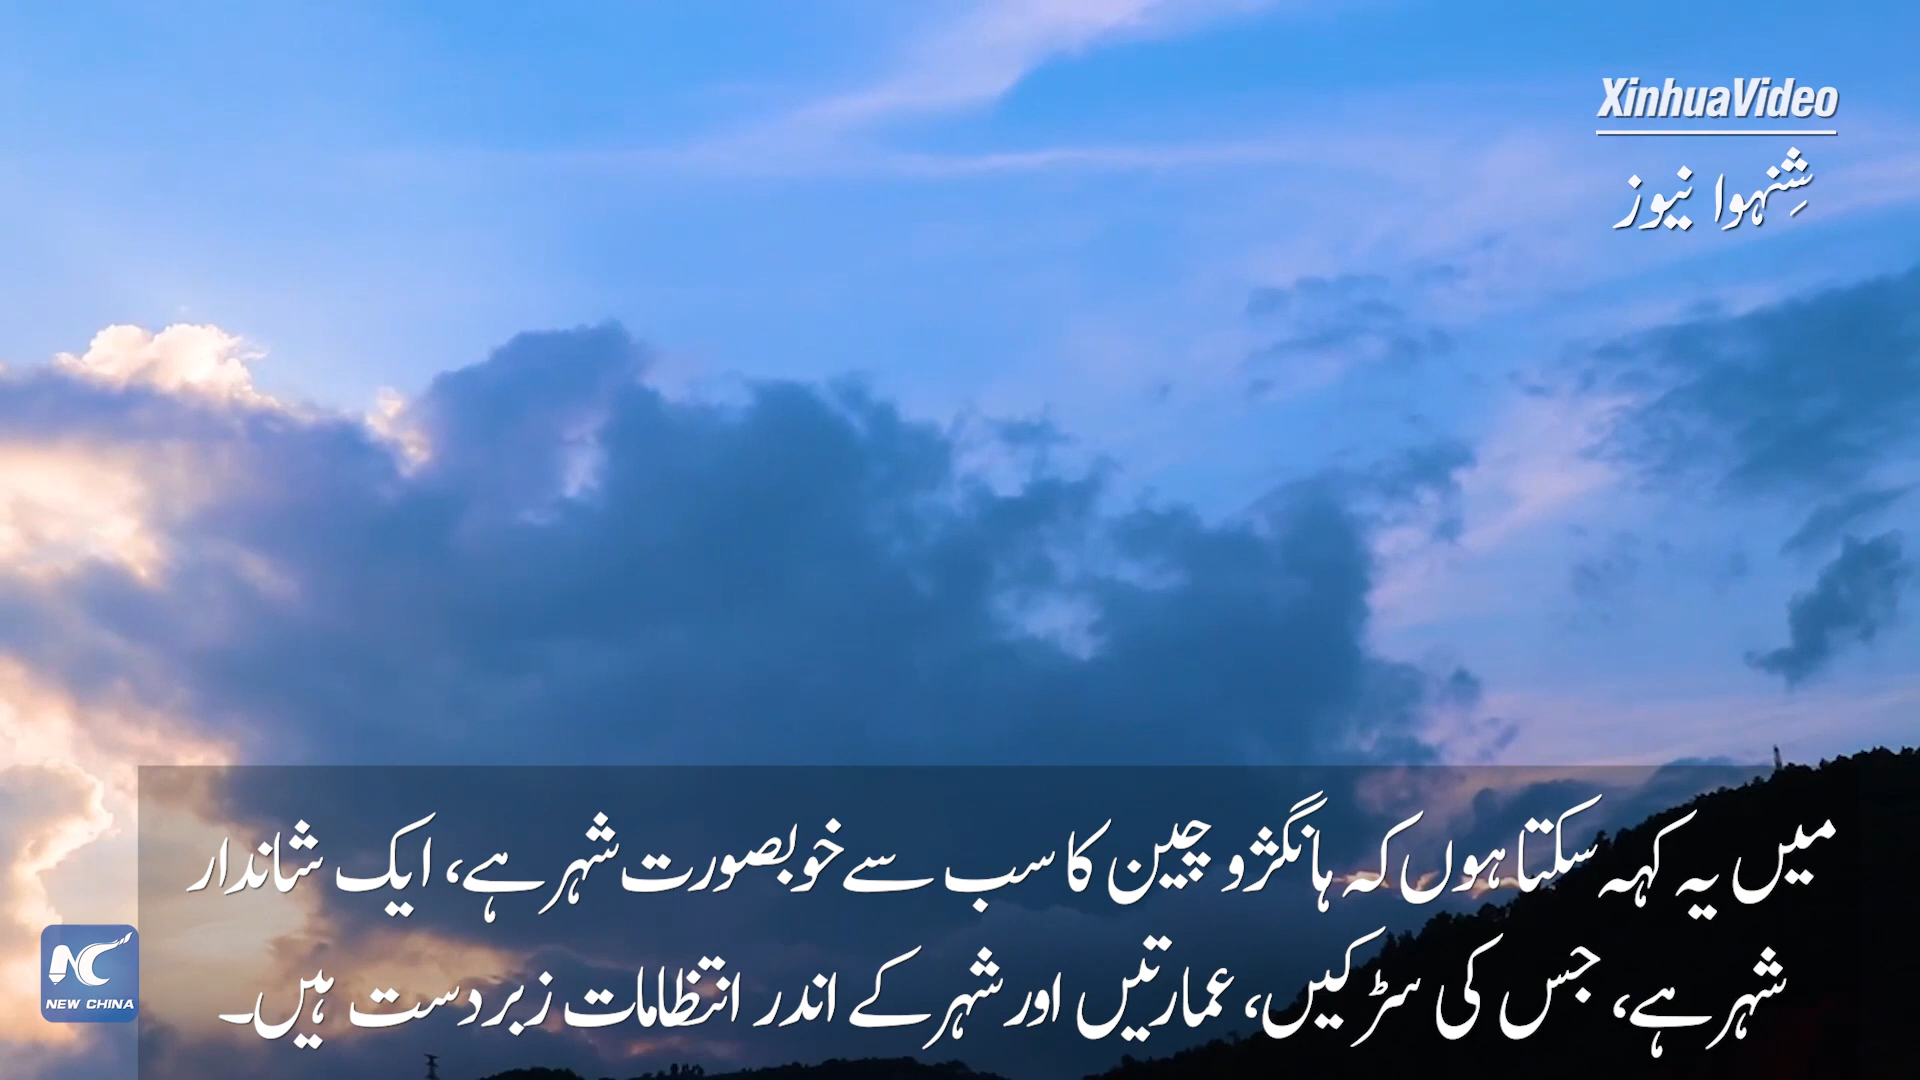 XinhuaVideo
شِنہوا نیوز
میں یہ کہہ سکتا ہوں کہ ہانگژو چین کا سب سے خوبصورت شہر ہے، ایک شاندار
شہر ہے، جس کی سڑکیں، عمارتیں اور شہر کے اندر انتظامات زبردست ہیں۔
NEW CHINA